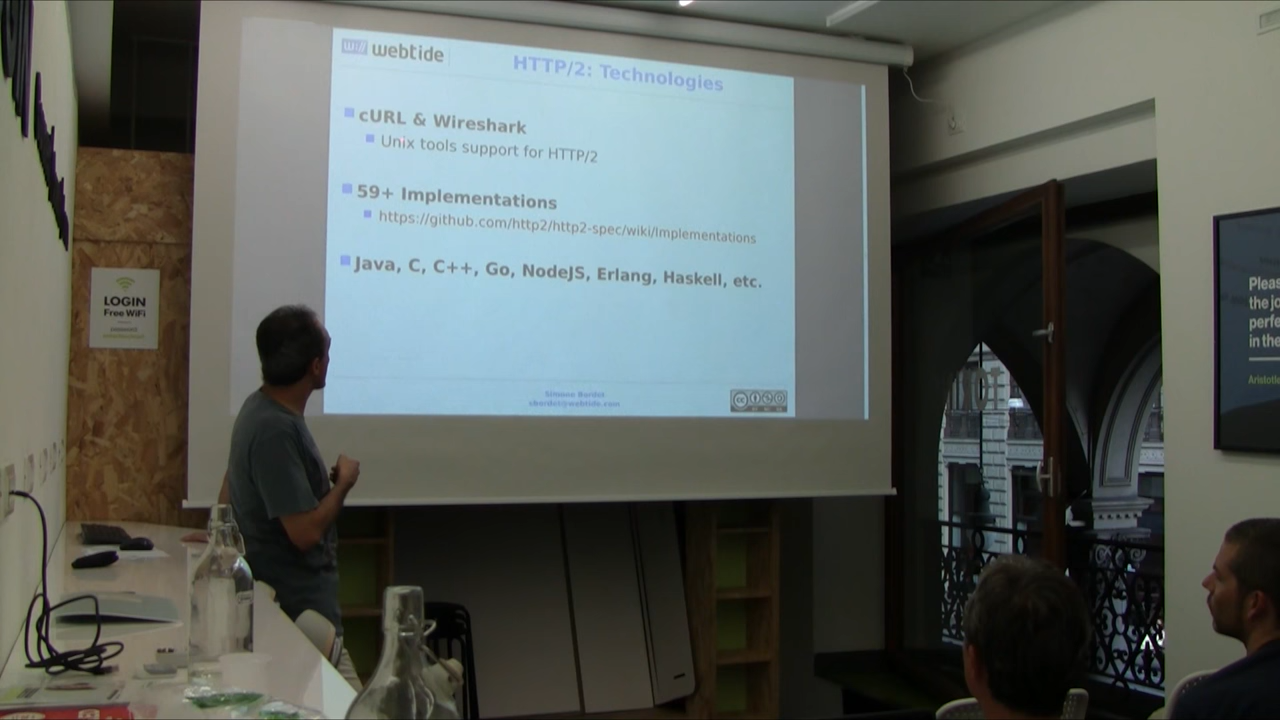 webtide
HTTP/2: Technologies
cURL & Wireshark
Unix tools support for HTTP/2
59+ Implementations
https://github.com/http2/http2-spec/wiki/Implementations
Java, C, C++, Go, NodeJS, Erlang, Haskell, etc.
Simone Bordet
sbordet@webtide.com
cc
LOGIN
Free WiFi
Pleas
the jo
perfe
in the
Aristotle